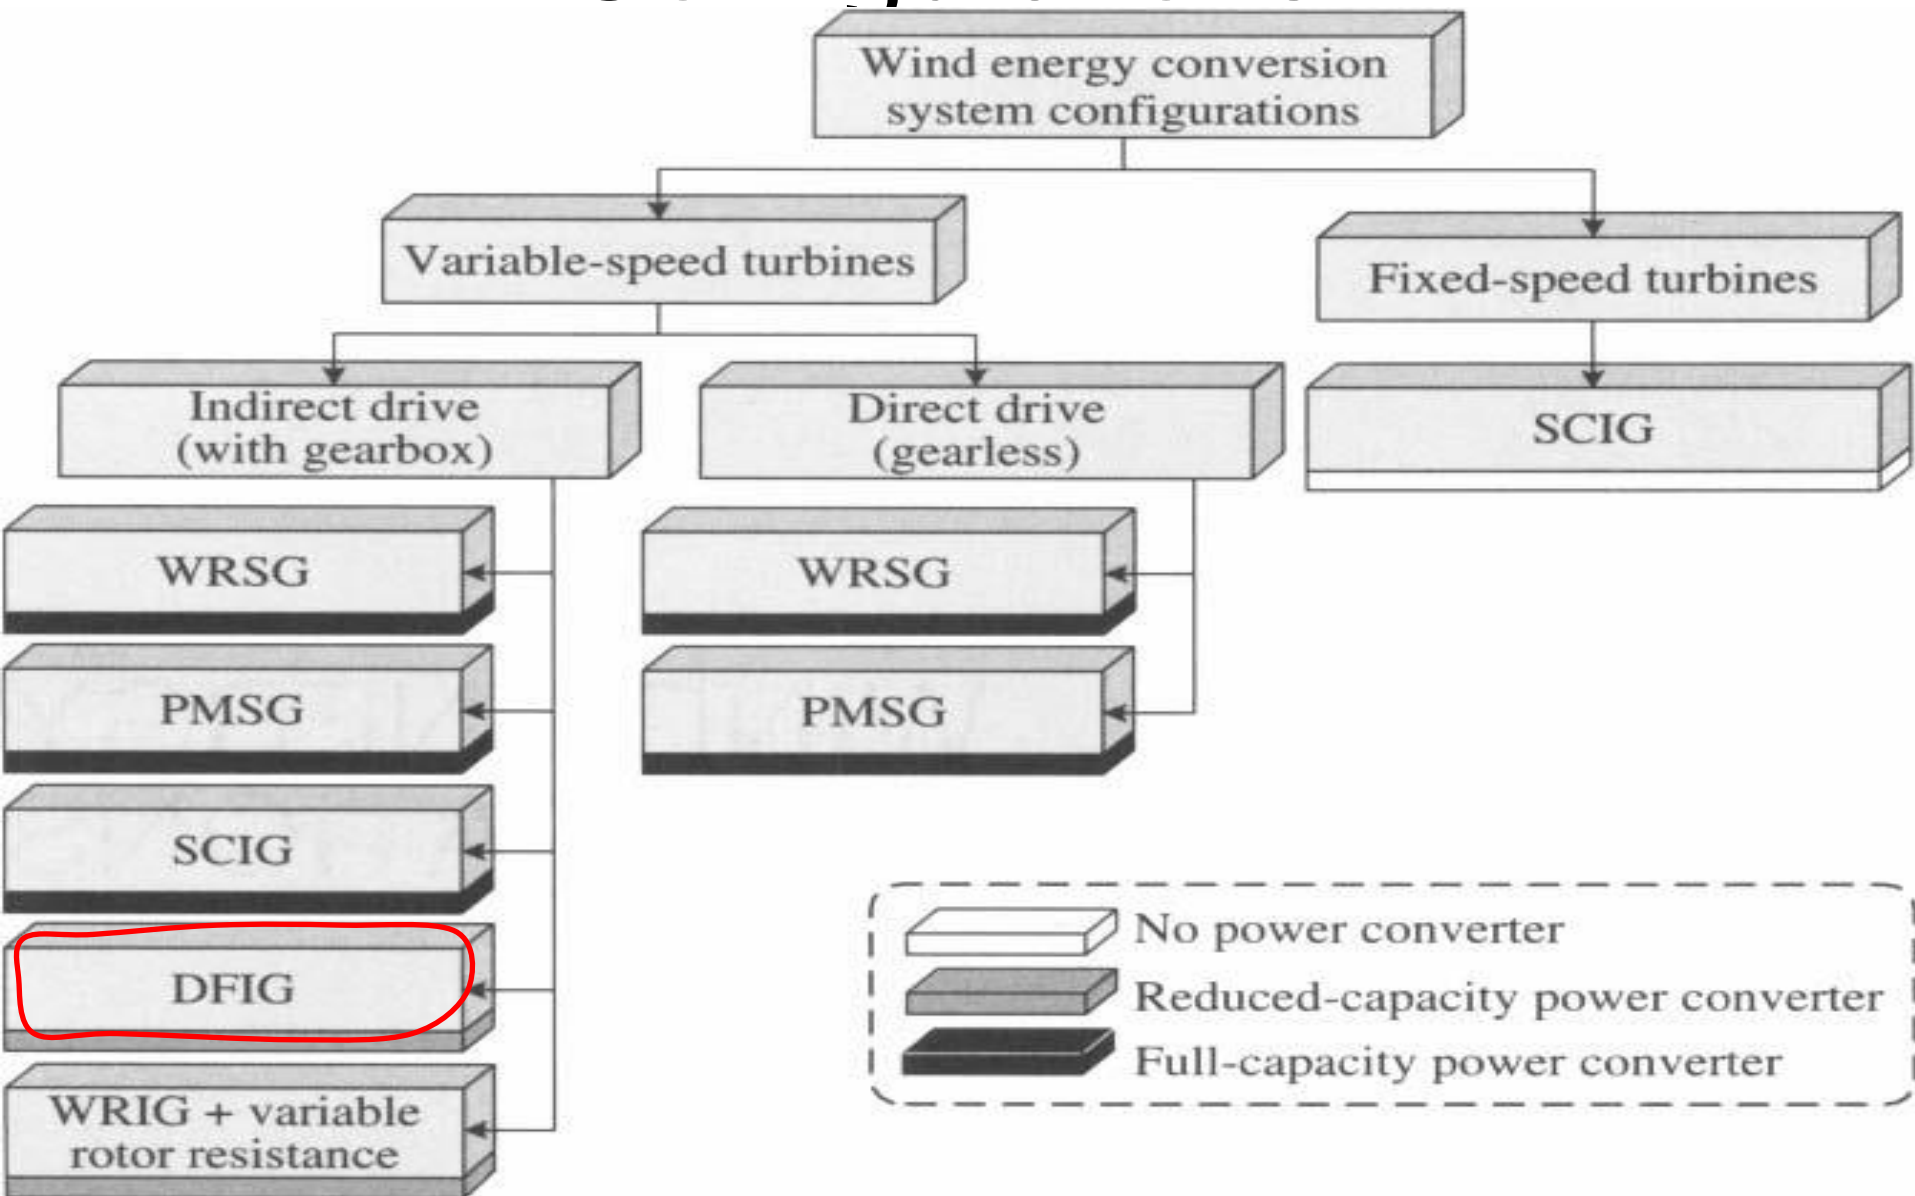 Wind energy conversion
system configurations
Variable-speed turbines
Fixed-speed turbines
Indirect drive
(with gearbox)
Direct drive
(gearless)
SCIG
WRSG
WRSG
PMSG
PMSG
SCIG
DFIG
WRIG + variable
rotor resistance
No power converter
Reduced-capacity power converter
Full-capacity power converter